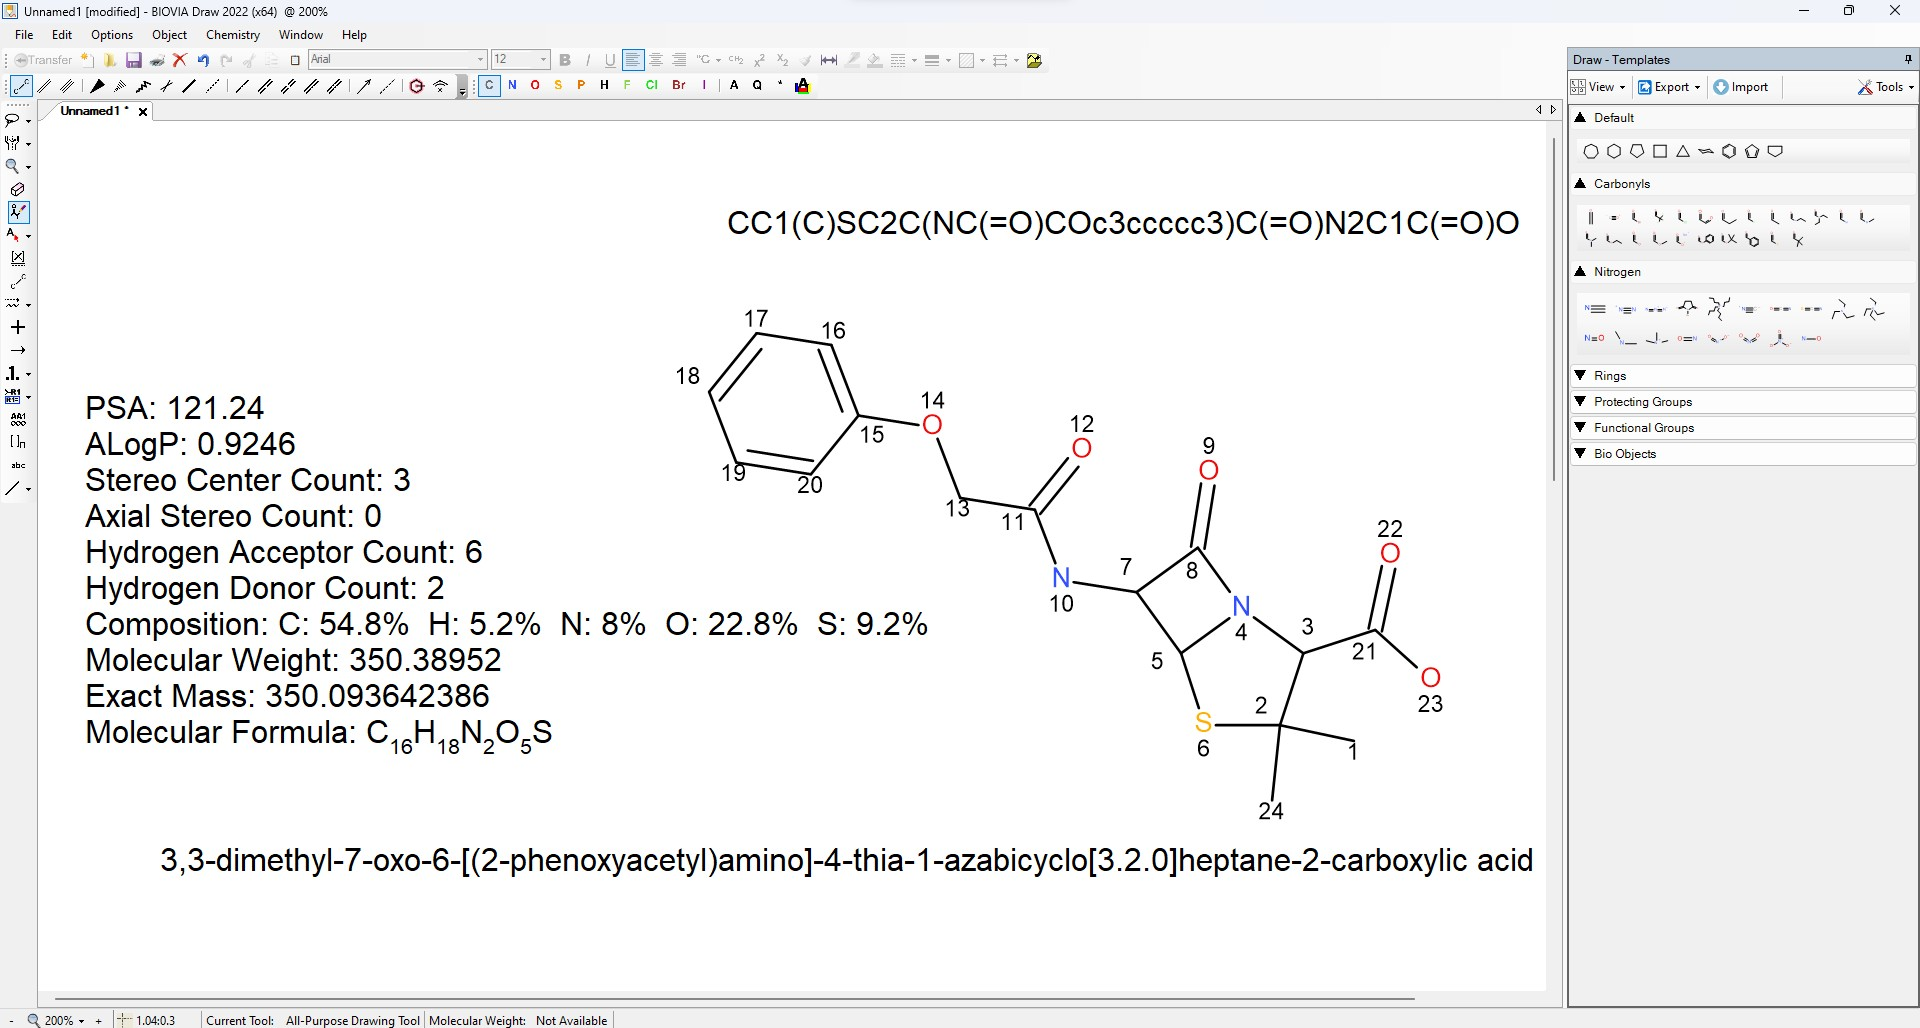 Unnamed1 [modified] - BIOVIA Draw 2022 (x64) @ 200%
File Edit Options Object Chemistry Window Help
Transfer Arial 12 B I U °C CH₂ x² X₂
C N O S P H F Cl Br I A Q * A
Unnamed1 *
CC1(C)SC2C(NC(=O)COc3ccccc3)C(=O)N2C1C(=O)O
17
16
18
14
O
15
12
O
19
20
13
11
9
O
22
O
7
8
N
10
N
4
3
21
5
O
23
2
S
6
1
24
PSA: 121.24
ALogP: 0.9246
Stereo Center Count: 3
Axial Stereo Count: 0
Hydrogen Acceptor Count: 6
Hydrogen Donor Count: 2
Composition: C: 54.8% H: 5.2% N: 8% O: 22.8% S: 9.2%
Molecular Weight: 350.38952
Exact Mass: 350.093642386
Molecular Formula: C₁₆H₁₈N₂O₅S
3,3-dimethyl-7-oxo-6-[(2-phenoxyacetyl)amino]-4-thia-1-azabicyclo[3.2.0]heptane-2-carboxylic acid
Draw - Templates
View Export Import Tools
Default
Carbonyls
Nitrogen
Rings
Protecting Groups
Functional Groups
Bio Objects
- 200% + 1.04:0.3 Current Tool: All-Purpose Drawing Tool Molecular Weight: Not Available